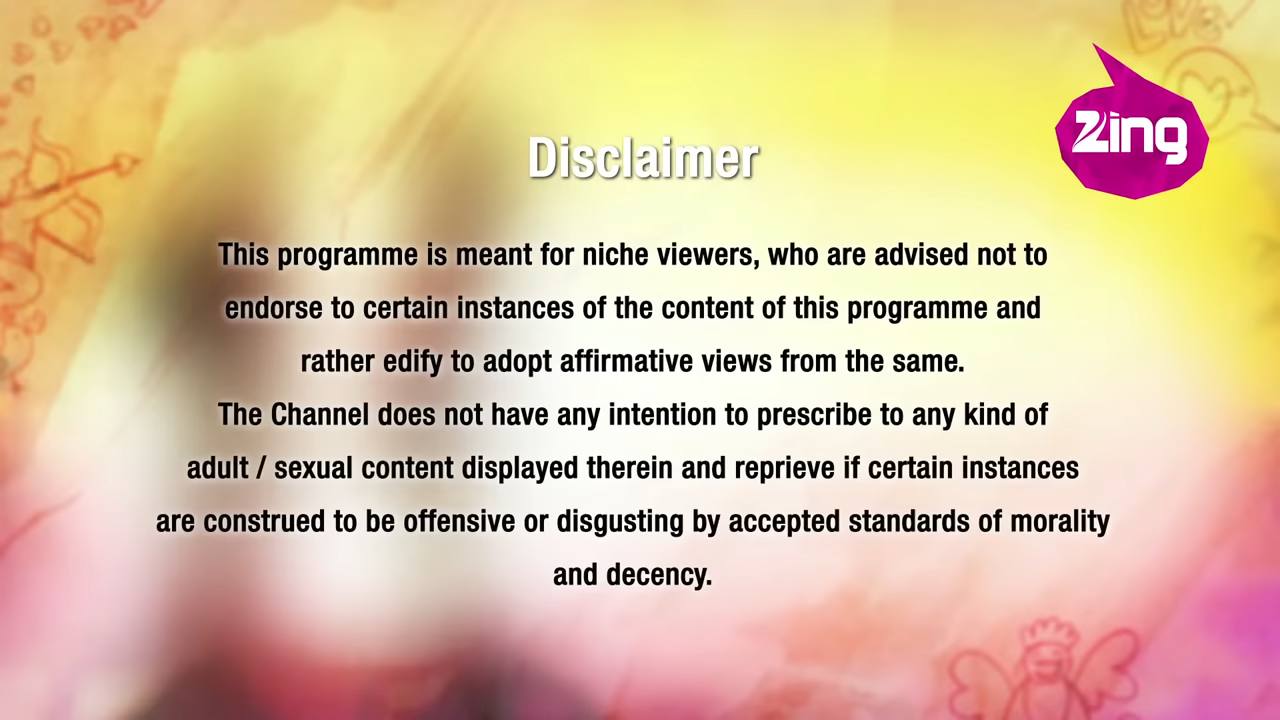 Love
Zing
Disclaimer
This programme is meant for niche viewers, who are advised not to
endorse to certain instances of the content of this programme and
rather edify to adopt affirmative views from the same.
The Channel does not have any intention to prescribe to any kind of
adult / sexual content displayed therein and reprieve if certain instances
are construed to be offensive or disgusting by accepted standards of morality
and decency.